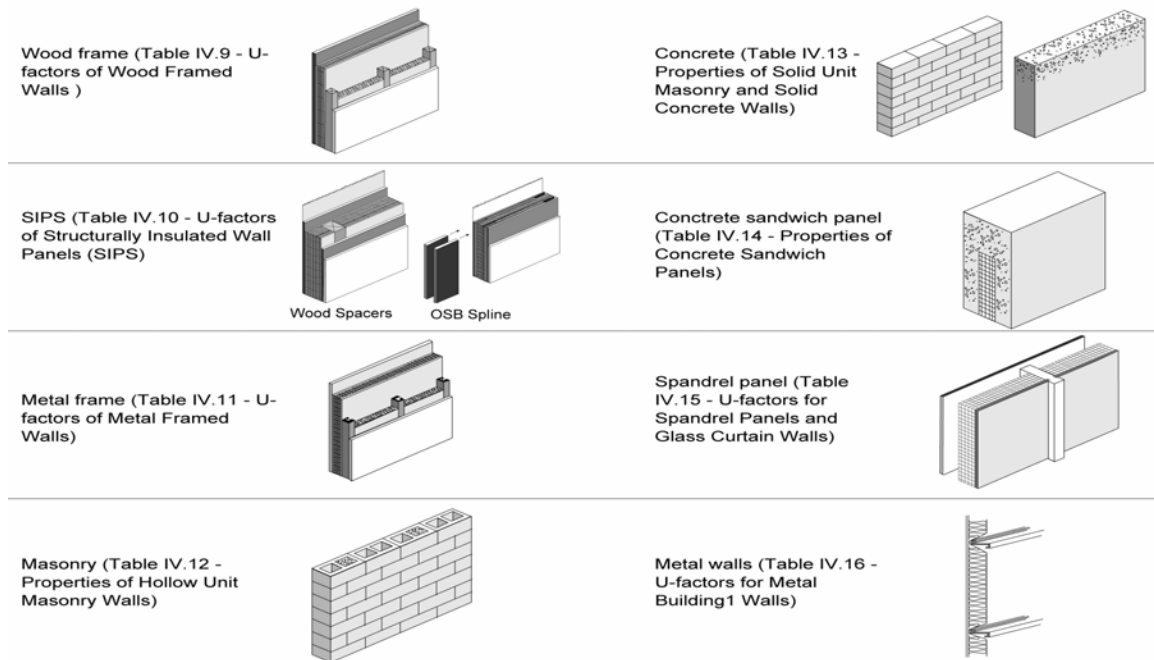 Wood frame (Table IV.9 - U-
factors of Wood Framed
Walls )
Concrete (Table IV.13 -
Properties of Solid Unit
Masonry and Solid
Concrete Walls)
SIPS (Table IV.10 - U-factors
of Structurally Insulated Wall
Panels (SIPS)
Wood Spacers
OSB Spline
Conctrete sandwich panel
(Table IV.14 - Properties of
Concrete Sandwich
Panels)
Metal frame (Table IV.11 - U-
factors of Metal Framed
Walls)
Spandrel panel (Table
IV.15 - U-factors for
Spandrel Panels and
Glass Curtain Walls)
Masonry (Table IV.12 -
Properties of Hollow Unit
Masonry Walls)
Metal walls (Table IV.16 -
U-factors for Metal
Building1 Walls)